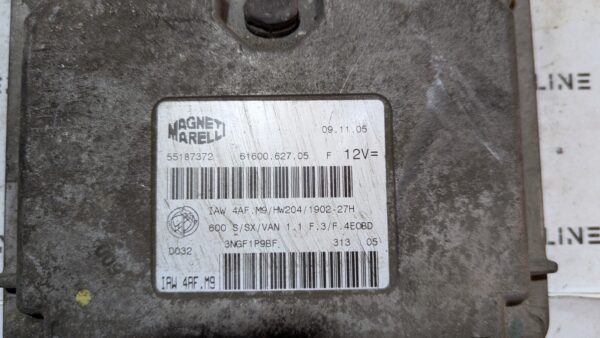 MAGNETI
MARELLI
09.11.05
55187372 61600.627.05 F 12V=
IAW 4AF.M9/HW204/1902-27H
600 S/SX/VAN 1.1 F.3/F.4EOBD
D032 3NGF1P9BF 313 05
IAW 4AF.M9
LINE
LINE